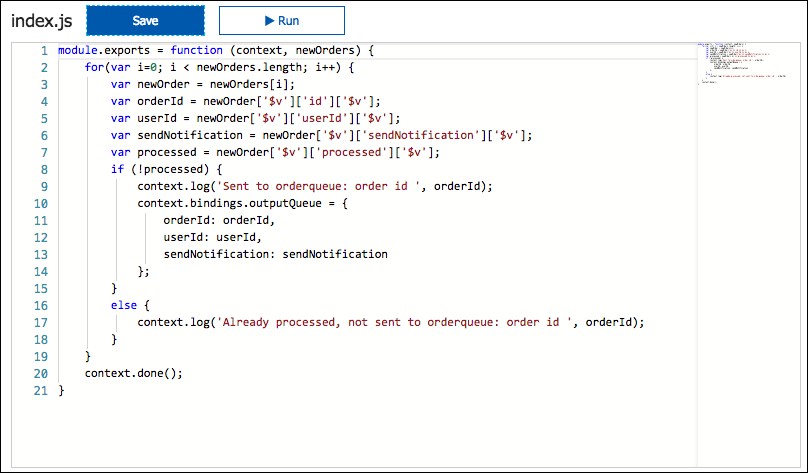 index.js Save Run
1 module.exports = function (context, newOrders) {
2 for(var i=0; i < newOrders.length; i++) {
3 var newOrder = newOrders[i];
4 var orderId = newOrder['$v']['id']['$v'];
5 var userId = newOrder['$v']['userId']['$v'];
6 var sendNotification = newOrder['$v']['sendNotification']['$v'];
7 var processed = newOrder['$v']['processed']['$v'];
8 if (!processed) {
9 context.log('Sent to orderqueue: order id ', orderId);
10 context.bindings.outputQueue = {
11 orderId: orderId,
12 userId: userId,
13 sendNotification: sendNotification
14 };
15 }
16 else {
17 context.log('Already processed, not sent to orderqueue: order id ', orderId);
18 }
19 }
20 context.done();
21 }